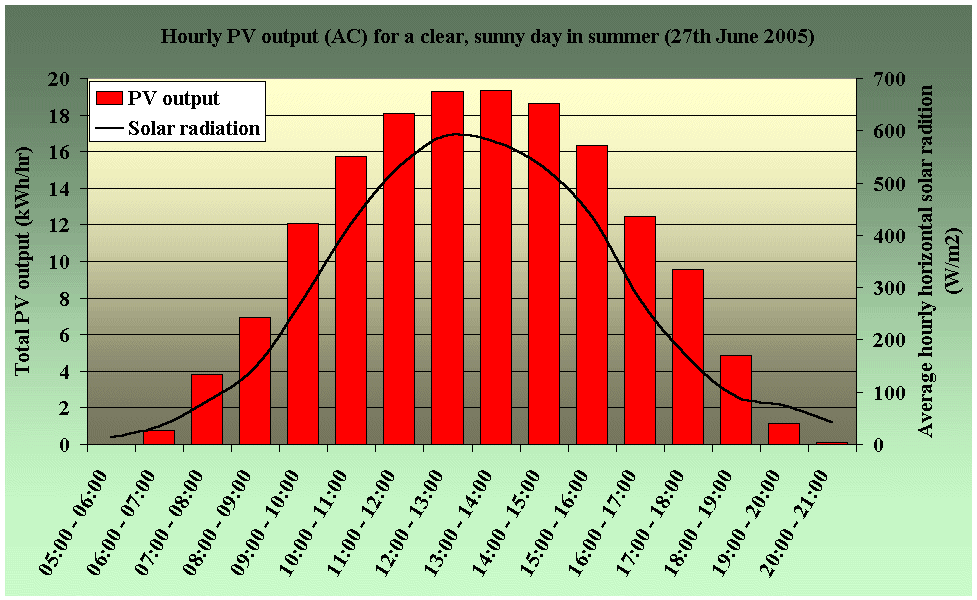 Hourly PV output (AC) for a clear, sunny day in summer (27th June 2005)
PV output
Solar radiation
Total PV output (kWh/hr)
20
18
16
14
12
10
8
6
4
2
0
700
600
500
400
300
200
100
0
Average hourly horizontal solar radition
(W/m2)
05:00 - 06:00
06:00 - 07:00
07:00 - 08:00
08:00 - 09:00
09:00 - 10:00
10:00 - 11:00
11:00 - 12:00
12:00 - 13:00
13:00 - 14:00
14:00 - 15:00
15:00 - 16:00
16:00 - 17:00
17:00 - 18:00
18:00 - 19:00
19:00 - 20:00
20:00 - 21:00